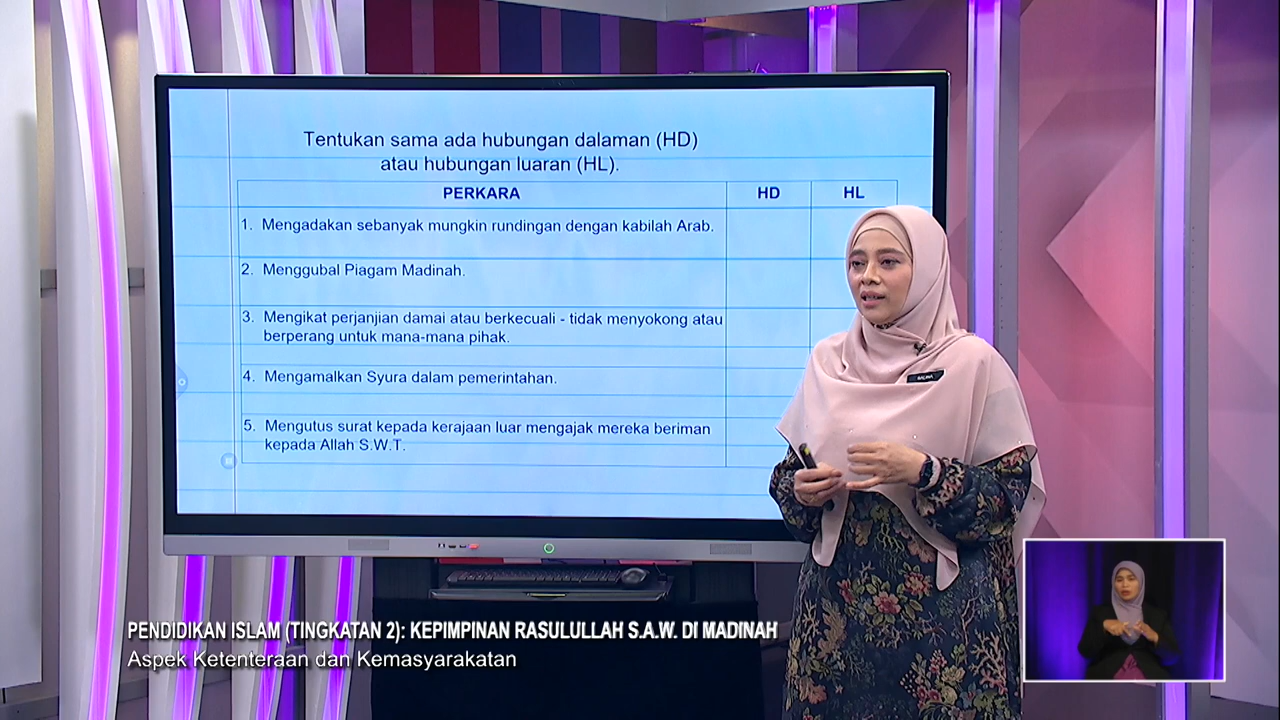 Tentukan sama ada hubungan dalaman (HD)
atau hubungan luaran (HL).
PERKARA HD HL
1. Mengadakan sebanyak mungkin rundingan dengan kabilah Arab.
2. Menggubal Piagam Madinah.
3. Mengikat perjanjian damai atau berkecuali - tidak menyokong atau
berperang untuk mana-mana pihak.
4. Mengamalkan Syura dalam pemerintahan.
5. Mengutus surat kepada kerajaan luar mengajak mereka beriman
kepada Allah S.W.T.
PENDIDIKAN ISLAM (TINGKATAN 2): KEPIMPINAN RASULULLAH S.A.W. DI MADINAH
Aspek Ketenteraan dan Kemasyarakatan